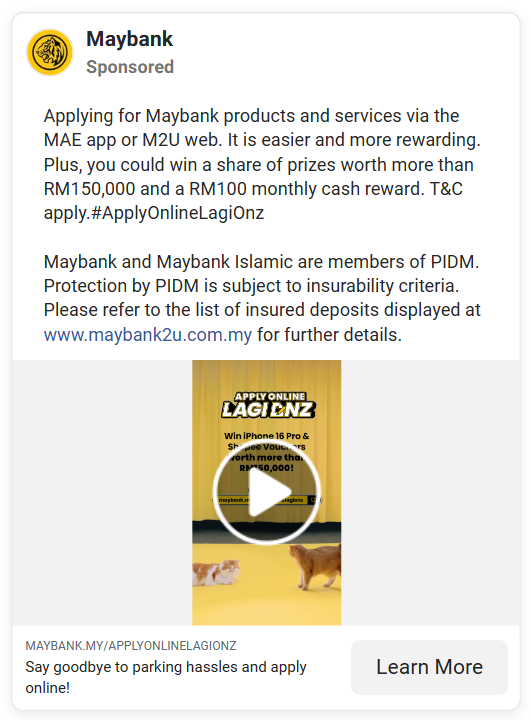 Maybank
Sponsored
Applying for Maybank products and services via the
MAE app or M2U web. It is easier and more rewarding.
Plus, you could win a share of prizes worth more than
RM150,000 and a RM100 monthly cash reward. T&C
apply.#ApplyOnlineLagiOnz
Maybank and Maybank Islamic are members of PIDM.
Protection by PIDM is subject to insurability criteria.
Please refer to the list of insured deposits displayed at
www.maybank2u.com.my for further details.
APPLY ONLINE
LAGI ONZ
Win iPhone 16 Pro &
Shopee Vouchers
worth more than
RM150,000!
MAYBANK.MY/APPLYONLINELAGIONZ
Say goodbye to parking hassles and apply
online!
Learn More